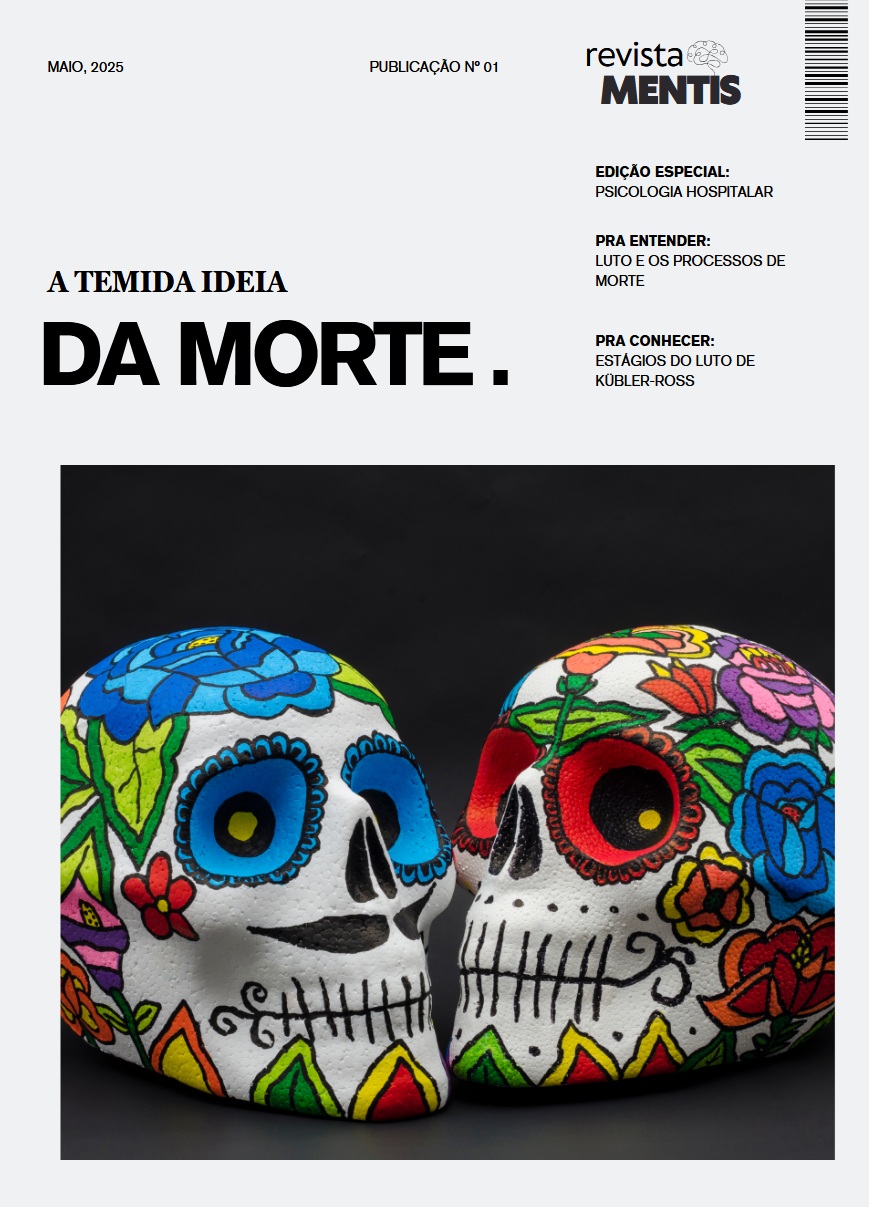 MAIO, 2025
PUBLICAÇÃO Nº 01
revista
MENTIS
EDIÇÃO ESPECIAL:
PSICOLOGIA HOSPITALAR
PRA ENTENDER:
LUTO E OS PROCESSOS DE
MORTE
PRA CONHECER:
ESTÁGIOS DO LUTO DE
KÜBLER-ROSS
A TEMIDA IDEIA
DA MORTE .